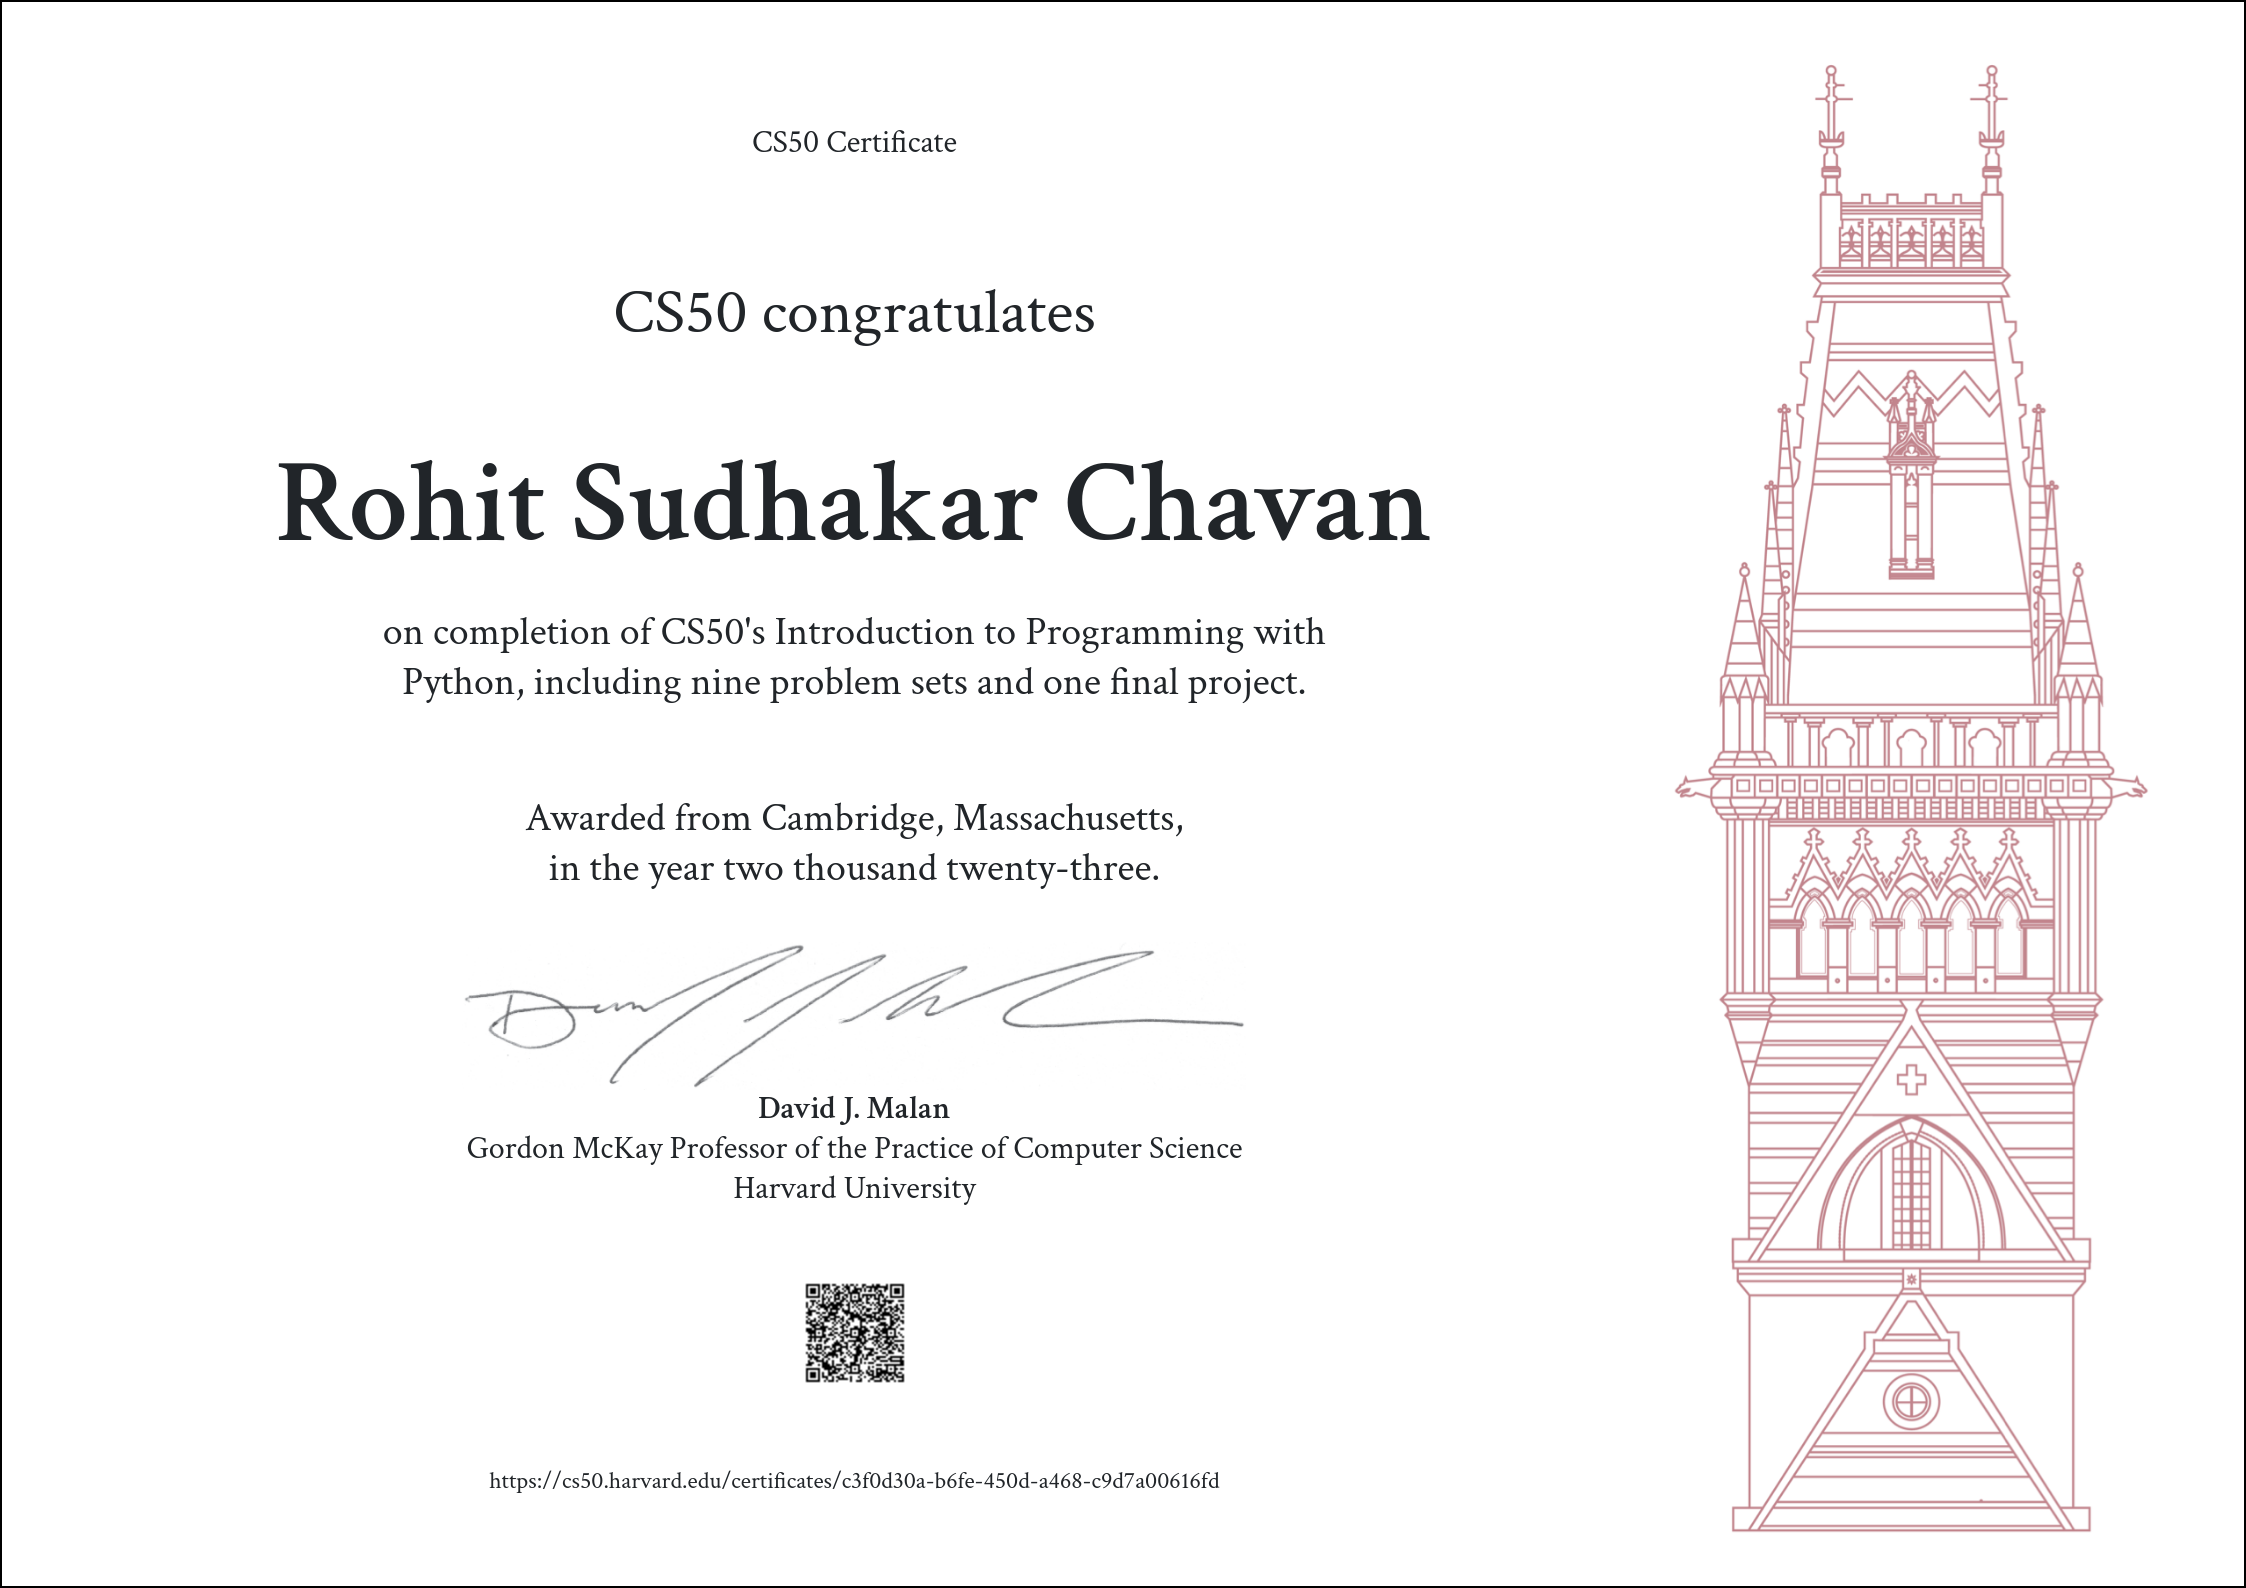 CS50 Certificate
CS50 congratulates
Rohit Sudhakar Chavan
on completion of CS50's Introduction to Programming with
Python, including nine problem sets and one final project.
Awarded from Cambridge, Massachusetts,
in the year two thousand twenty-three.
David J. Malan
Gordon McKay Professor of the Practice of Computer Science
Harvard University
https://cs50.harvard.edu/certificates/c3f0d30a-b6fe-450d-a468-c9d7a00616fd